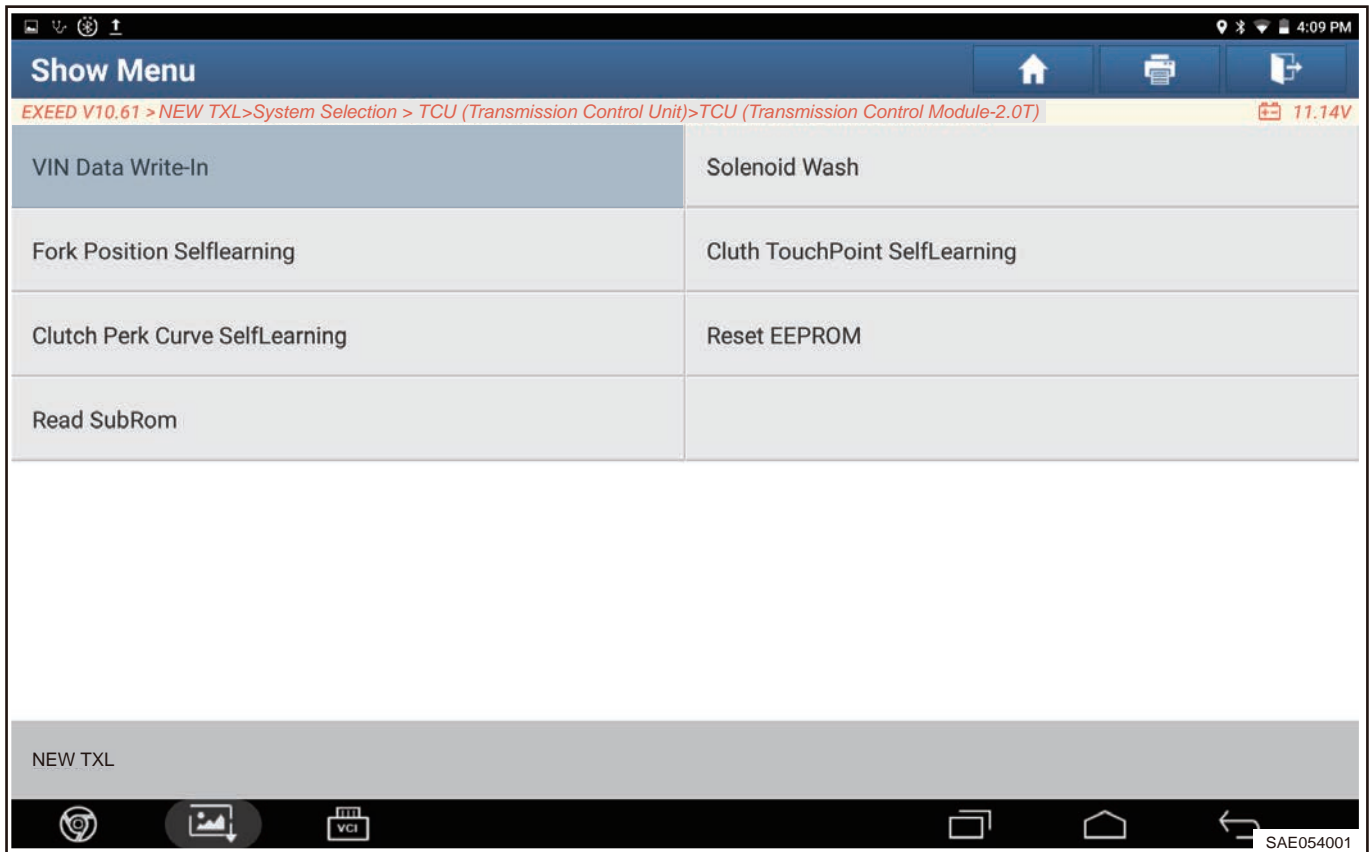 4:09 PM
Show Menu
EXEED V10.61 > NEW TXL>System Selection > TCU (Transmission Control Unit)>TCU (Transmission Control Module-2.0T)
11.14V
VIN Data Write-In
Solenoid Wash
Fork Position Selflearning
Cluth TouchPoint SelfLearning
Clutch Perk Curve SelfLearning
Reset EEPROM
Read SubRom
NEW TXL
VCI
SAE054001